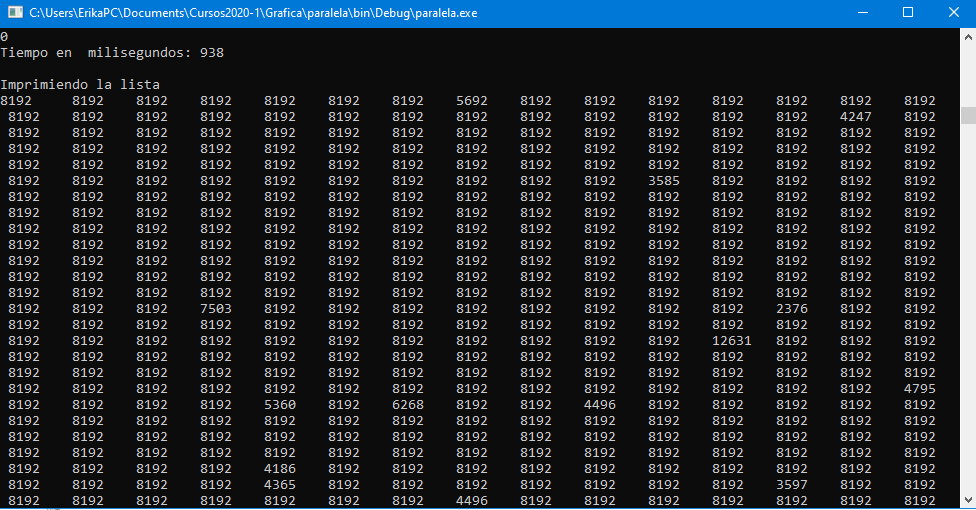 C:\Users\ErikaPC\Documents\Cursos2020-1\Grafica\paralela\bin\Debug\paralela.exe
0
Tiempo en  milisegundos: 938
Imprimiendo la lista
8192 8192 8192 8192 8192 8192 8192 5692 8192 8192 8192 8192 8192 8192 8192
8192 8192 8192 8192 8192 8192 8192 8192 8192 8192 8192 8192 8192 4247 8192
8192 8192 8192 8192 8192 8192 8192 8192 8192 8192 8192 8192 8192 8192 8192
8192 8192 8192 8192 8192 8192 8192 8192 8192 8192 8192 8192 8192 8192 8192
8192 8192 8192 8192 8192 8192 8192 8192 8192 8192 8192 8192 8192 8192 8192
8192 8192 8192 8192 8192 8192 8192 8192 8192 8192 3585 8192 8192 8192 8192
8192 8192 8192 8192 8192 8192 8192 8192 8192 8192 8192 8192 8192 8192 8192
8192 8192 8192 8192 8192 8192 8192 8192 8192 8192 8192 8192 8192 8192 8192
8192 8192 8192 8192 8192 8192 8192 8192 8192 8192 8192 8192 8192 8192 8192
8192 8192 8192 8192 8192 8192 8192 8192 8192 8192 8192 8192 8192 8192 8192
8192 8192 8192 8192 8192 8192 8192 8192 8192 8192 8192 8192 8192 8192 8192
8192 8192 8192 8192 8192 8192 8192 8192 8192 8192 8192 8192 8192 8192 8192
8192 8192 8192 8192 8192 8192 8192 8192 8192 8192 8192 8192 8192 8192 8192
8192 8192 8192 7503 8192 8192 8192 8192 8192 8192 8192 8192 2376 8192 8192
8192 8192 8192 8192 8192 8192 8192 8192 8192 8192 8192 8192 8192 8192 8192
8192 8192 8192 8192 8192 8192 8192 8192 8192 8192 8192 12631 8192 8192 8192
8192 8192 8192 8192 8192 8192 8192 8192 8192 8192 8192 8192 8192 8192 8192
8192 8192 8192 8192 8192 8192 8192 8192 8192 8192 8192 8192 8192 8192 8192
8192 8192 8192 8192 8192 8192 8192 8192 8192 8192 8192 8192 8192 8192 4795
8192 8192 8192 8192 5360 8192 6268 8192 8192 4496 8192 8192 8192 8192 8192
8192 8192 8192 8192 8192 8192 8192 8192 8192 8192 8192 8192 8192 8192 8192
8192 8192 8192 8192 8192 8192 8192 8192 8192 8192 8192 8192 8192 8192 8192
8192 8192 8192 8192 8192 8192 8192 8192 8192 8192 8192 8192 8192 8192 8192
8192 8192 8192 8192 4186 8192 8192 8192 8192 8192 8192 8192 8192 8192 8192
8192 8192 8192 8192 4365 8192 8192 8192 8192 8192 8192 8192 3597 8192 8192
8192 8192 8192 8192 8192 8192 8192 4496 8192 8192 8192 8192 8192 8192 8192